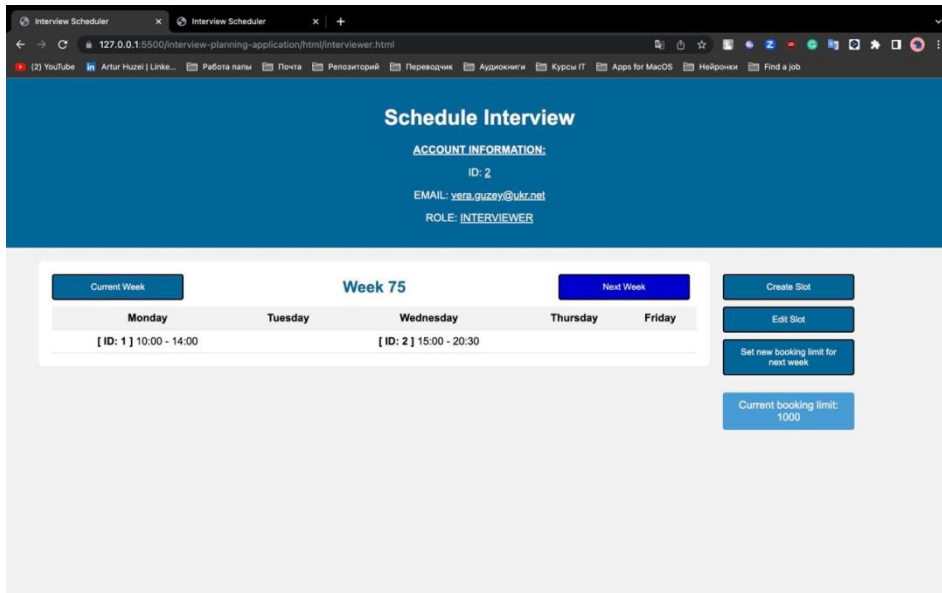 Interview Scheduler
Interview Scheduler
127.0.0.1:5500/interview-planning-application/html/interviewer.html
(2) YouTube Artur Huzei | Linke... Работа папы Почта Репозиторий Переводчик Аудиокниги Курсы IT Apps for MacOS Нейронки Find a job
Schedule Interview
ACCOUNT INFORMATION:
ID: 2
EMAIL: vera.guzey@ukr.net
ROLE: INTERVIEWER
Current Week Week 75 Next Week
Monday Tuesday Wednesday Thursday Friday
[ ID: 1 ] 10:00 - 14:00 [ ID: 2 ] 15:00 - 20:30
Create Slot
Edit Slot
Set new booking limit for
next week
Current booking limit:
1000